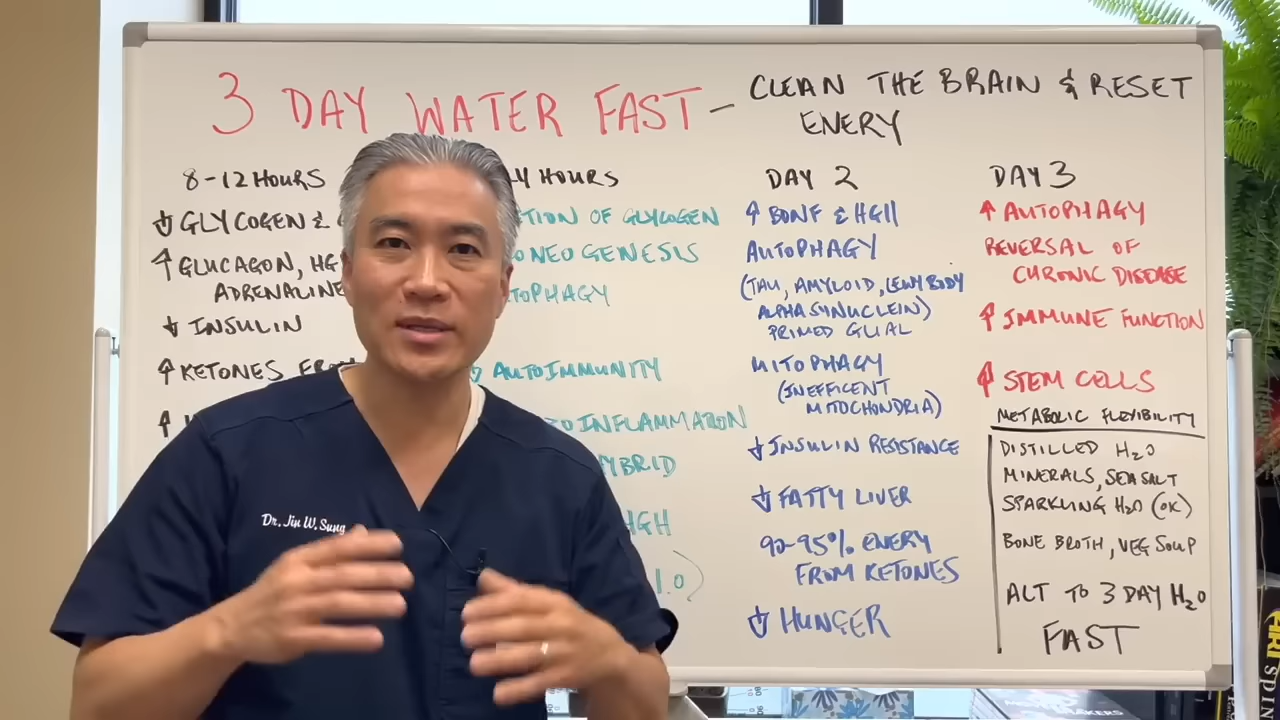 3 DAY WATER FAST - CLEAN THE BRAIN & RESET
ENERY
8-12 HOURS
↓ GLYCOGEN &
↑ GLUCAGON,
ADRENALINE
↓ INSULIN
↑ KETONES FROM
HOURS
OF GLYCOGEN
NEO GENESIS
AUTOIMMUNITY
INFLAMMATION
HGH
DAY 2
↑ BDNF & HGH
AUTOPHAGY
(TAU, AMYLOID, LEWY BODY
ALPHA SYNUCLEIN)
PRIMED GLIAL
MITOPHAGY
(INEFFICENT
MITOCHONDRIA)
↓ INSULIN RESISTANCE
↓ FATTY LIVER
90-95% ENERY
FROM KETONES
↓ HUNGER
DAY 3
↑ AUTOPHAGY
REVERSAL OF
CHRONIC DISEASE
↑ IMMUNE FUNCTION
↑ STEM CELLS
METABOLIC FLEXIBILITY
DISTILLED H2O
MINERALS, SEA SALT
SPARKLING H2O (OK)
BONE BROTH, VEG SOUP
ALT TO 3 DAY H2O
FAST
Dr. Jin W. Sung